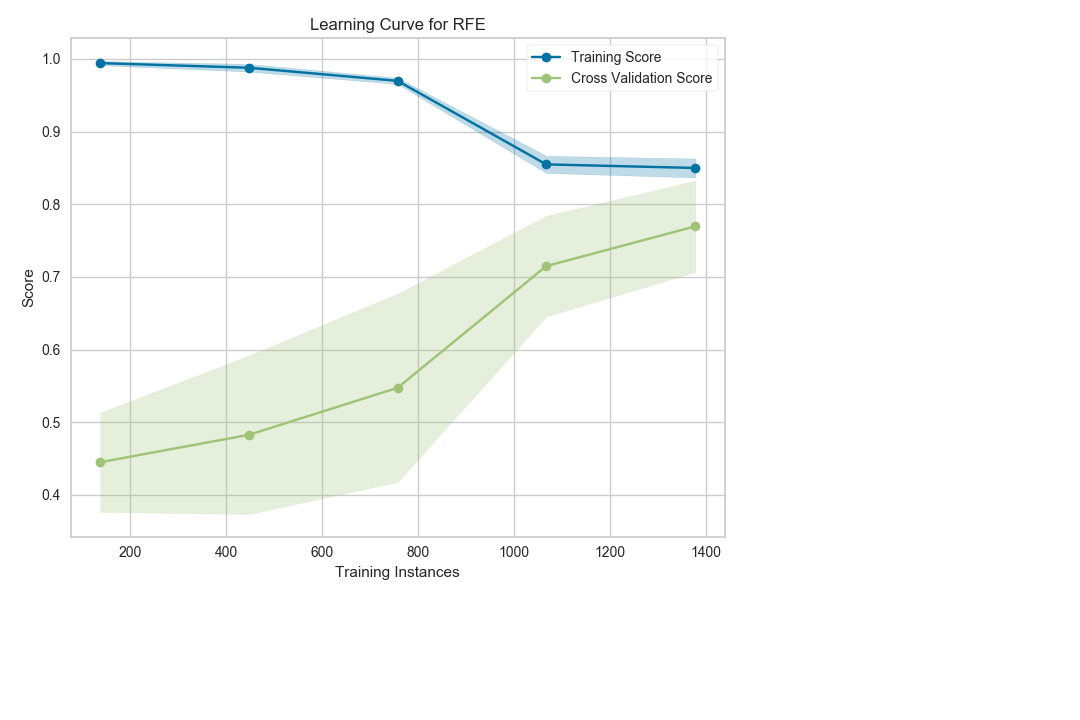 Learning Curve for RFE
Training Score
Cross Validation Score
1.0
0.9
0.8
0.7
0.6
0.5
0.4
Score
200 400 600 800 1000 1200 1400
Training Instances